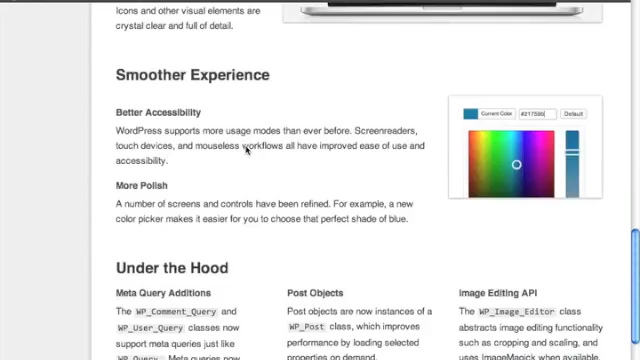 Icons and other visual elements are
crystal clear and full of detail.
Smoother Experience
Better Accessibility
WordPress supports more usage modes than ever before. Screenreaders,
touch devices, and mouseless workflows all have improved ease of use and
accessibility.
More Polish
A number of screens and controls have been refined. For example, a new
color picker makes it easier for you to choose that perfect shade of blue.
Current Color
Default
Under the Hood
Meta Query Additions
The WP_Comment_Query and
WP_User_Query classes now
support meta queries just like
WP_Query. Meta queries now
Post Objects
Post objects are now instances of a
WP_Post class, which improves
performance by loading selected
properties on demand.
Image Editing API
The WP_Image_Editor class
abstracts image editing functionality
such as cropping and scaling, and
uses ImageMagick when available.